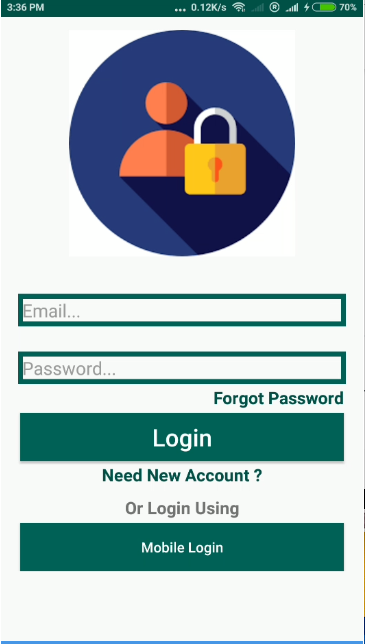 3:36 PM ... 0.12K/s ® 70%
Email...
Password...
Forgot Password
Login
Need New Account ?
Or Login Using
Mobile Login